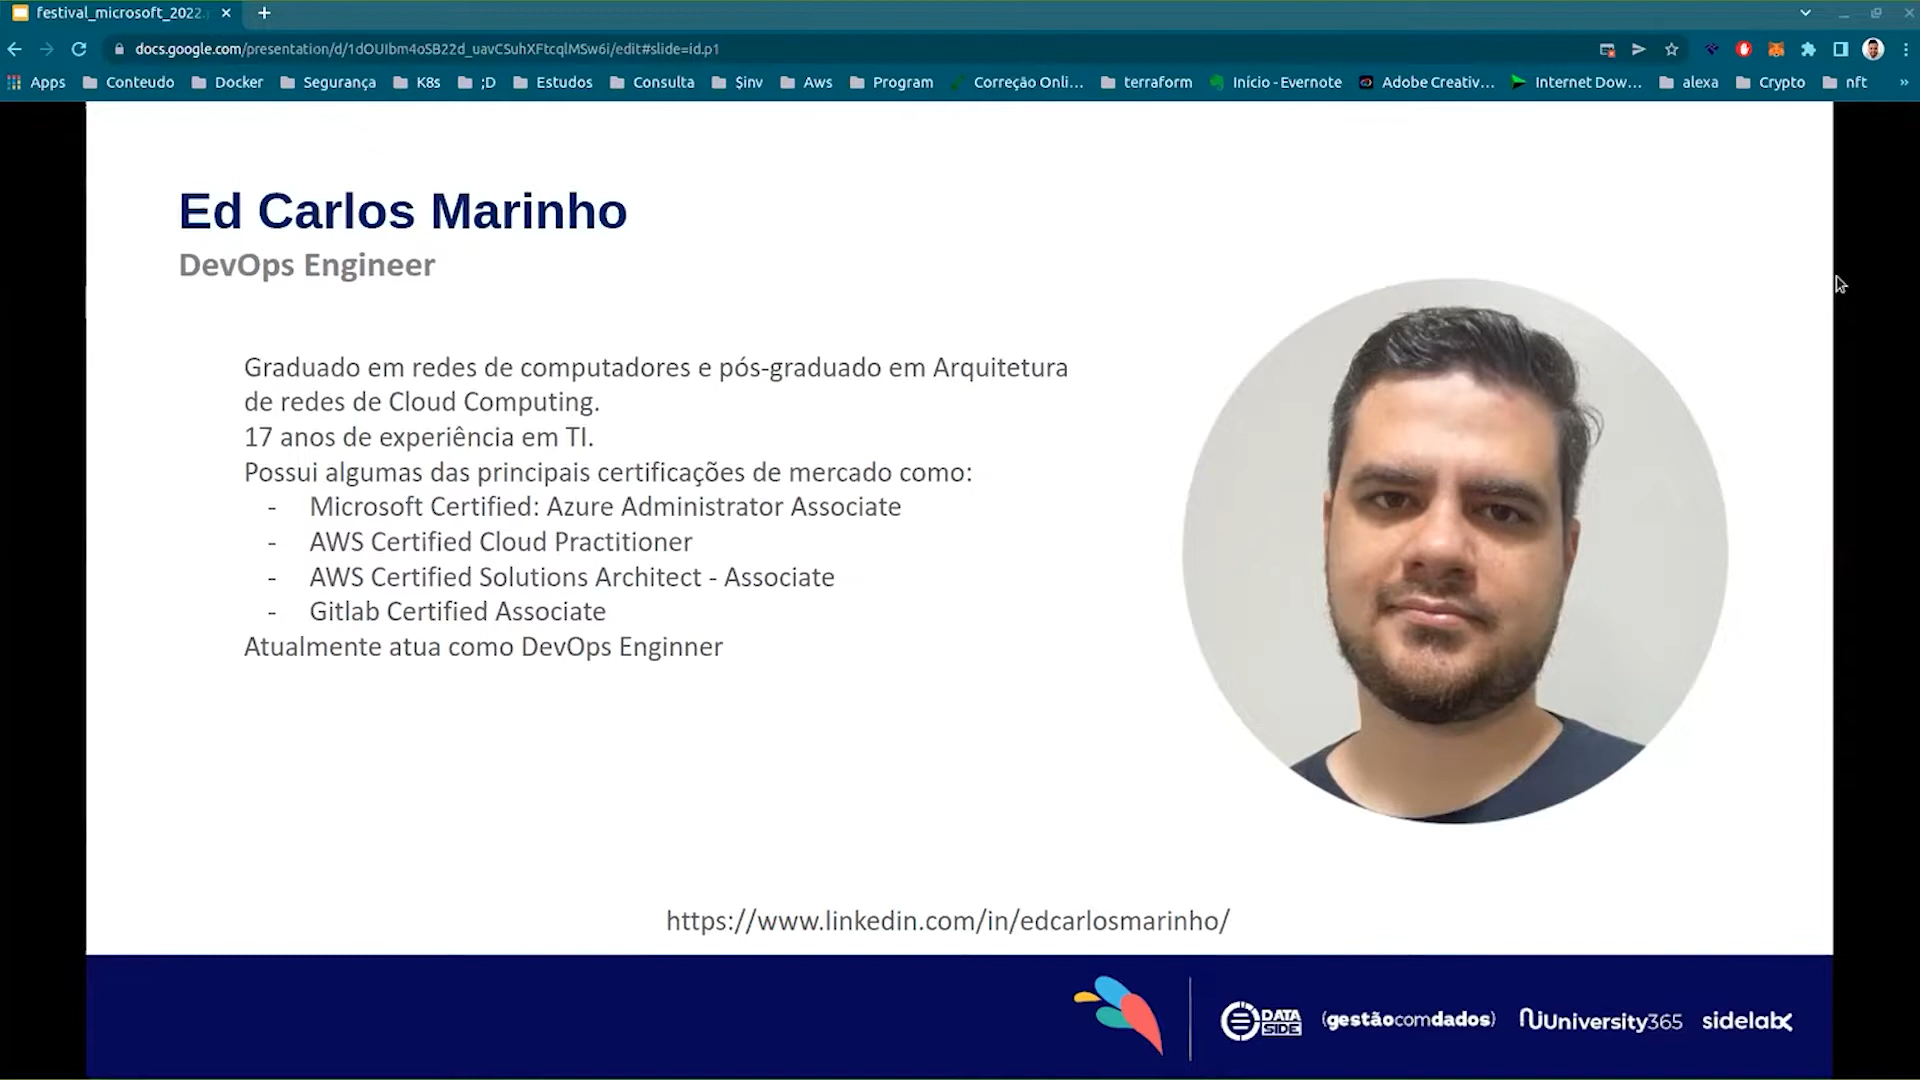 festival_microsoft_2022.
docs.google.com/presentation/d/1dOUIbm4oSB22d_uavCSuhXFtcqlMSw6i/edit#slide=id.p1
Apps Conteudo Docker Segurança K8s ;D Estudos Consulta $inv Aws Program Correção Onli... terraform Início - Evernote Adobe Creativ... Internet Dow... alexa Crypto nft »
Ed Carlos Marinho
DevOps Engineer
Graduado em redes de computadores e pós-graduado em Arquitetura
de redes de Cloud Computing.
17 anos de experiência em TI.
Possui algumas das principais certificações de mercado como:
- Microsoft Certified: Azure Administrator Associate
- AWS Certified Cloud Practitioner
- AWS Certified Solutions Architect - Associate
- Gitlab Certified Associate
Atualmente atua como DevOps Enginner
https://www.linkedin.com/in/edcarlosmarinho/
DATA SIDE (gestãocomdados) University365 sidelabx